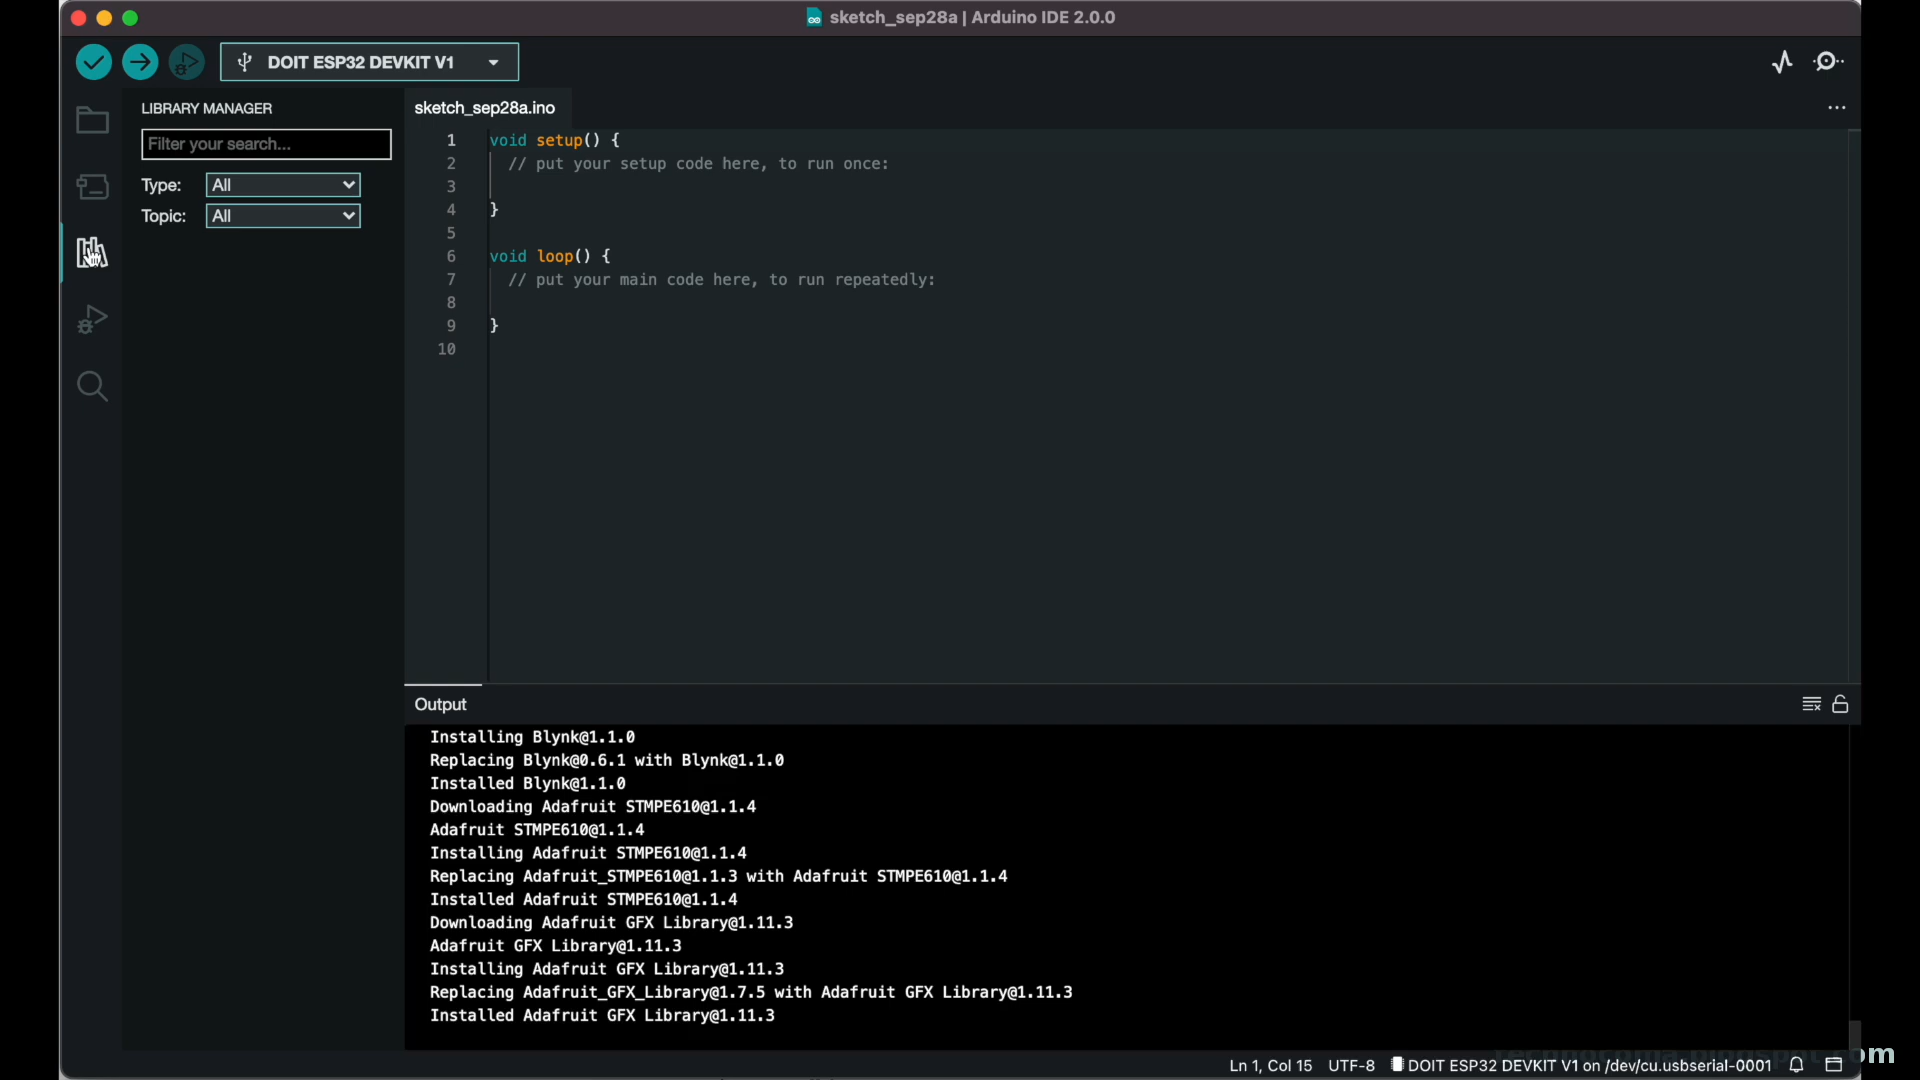 sketch_sep28a | Arduino IDE 2.0.0
DOIT ESP32 DEVKIT V1
LIBRARY MANAGER
Filter your search...
Type: All
Topic: All
sketch_sep28a.ino
1 void setup() {
2 // put your setup code here, to run once:
3
4 }
5
6 void loop() {
7 // put your main code here, to run repeatedly:
8
9 }
10
Output
Installing Blynk@1.1.0
Replacing Blynk@0.6.1 with Blynk@1.1.0
Installed Blynk@1.1.0
Downloading Adafruit STMPE610@1.1.4
Adafruit STMPE610@1.1.4
Installing Adafruit STMPE610@1.1.4
Replacing Adafruit_STMPE610@1.1.3 with Adafruit STMPE610@1.1.4
Installed Adafruit STMPE610@1.1.4
Downloading Adafruit GFX Library@1.11.3
Adafruit GFX Library@1.11.3
Installing Adafruit GFX Library@1.11.3
Replacing Adafruit_GFX_Library@1.7.5 with Adafruit GFX Library@1.11.3
Installed Adafruit GFX Library@1.11.3
Ln 1, Col 15 UTF-8 DOIT ESP32 DEVKIT V1 on /dev/cu.usbserial-0001